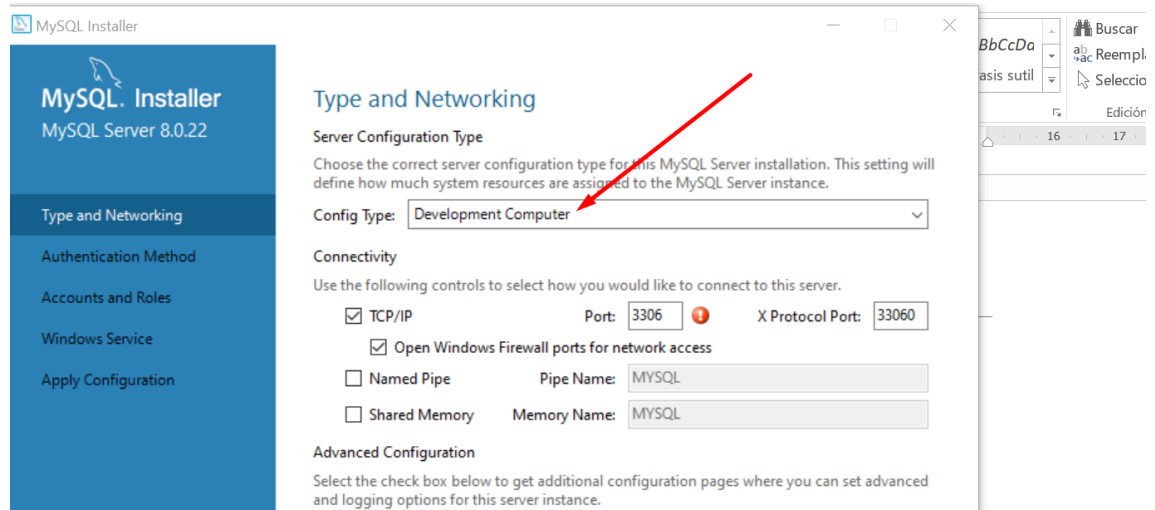 MySQL Installer
MySQL. Installer
MySQL Server 8.0.22
Type and Networking
Authentication Method
Accounts and Roles
Windows Service
Apply Configuration
Type and Networking
Server Configuration Type
Choose the correct server configuration type for this MySQL Server installation. This setting will
define how much system resources are assigned to the MySQL Server instance.
Config Type: Development Computer
Connectivity
Use the following controls to select how you would like to connect to this server.
TCP/IP Port: 3306 X Protocol Port: 33060
Open Windows Firewall ports for network access
Named Pipe Pipe Name: MYSQL
Shared Memory Memory Name: MYSQL
Advanced Configuration
Select the check box below to get additional configuration pages where you can set advanced
and logging options for this server instance.
BbCcDd
asis sutil
Buscar
Reempl
Seleccio
Edición
16 17